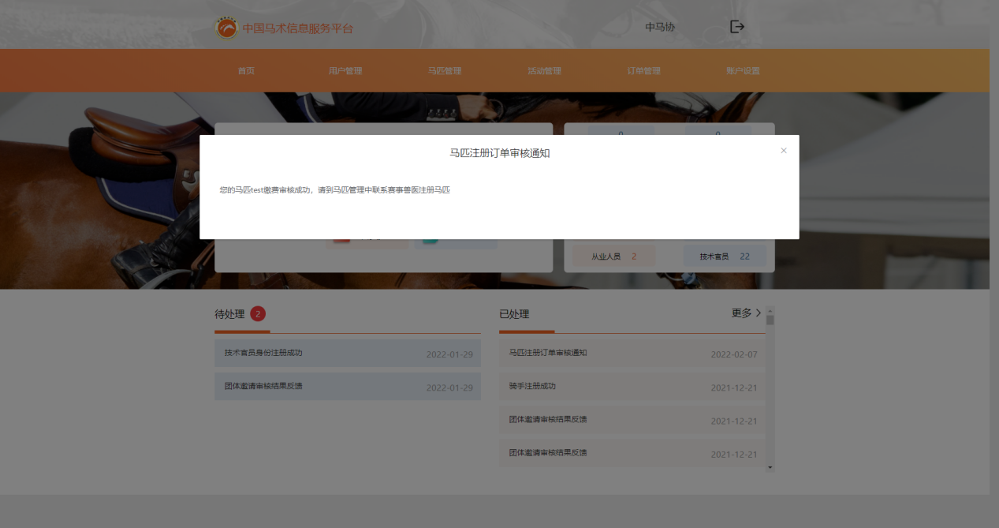 中国马术信息服务平台
中马协
首页
用户管理
马匹管理
活动管理
订单管理
账户设置
马匹注册订单审核通知
×
您的马匹test缴费审核成功，请到马匹管理中联系赛事兽医注册马匹
从业人员 2
技术官员 22
待处理 2
技术官员身份注册成功 2022-01-29
团体邀请审核结果反馈 2022-01-29
已处理
更多 >
马匹注册订单审核通知 2022-02-07
骑手注册成功 2021-12-21
团体邀请审核结果反馈 2021-12-21
团体邀请审核结果反馈 2021-12-21